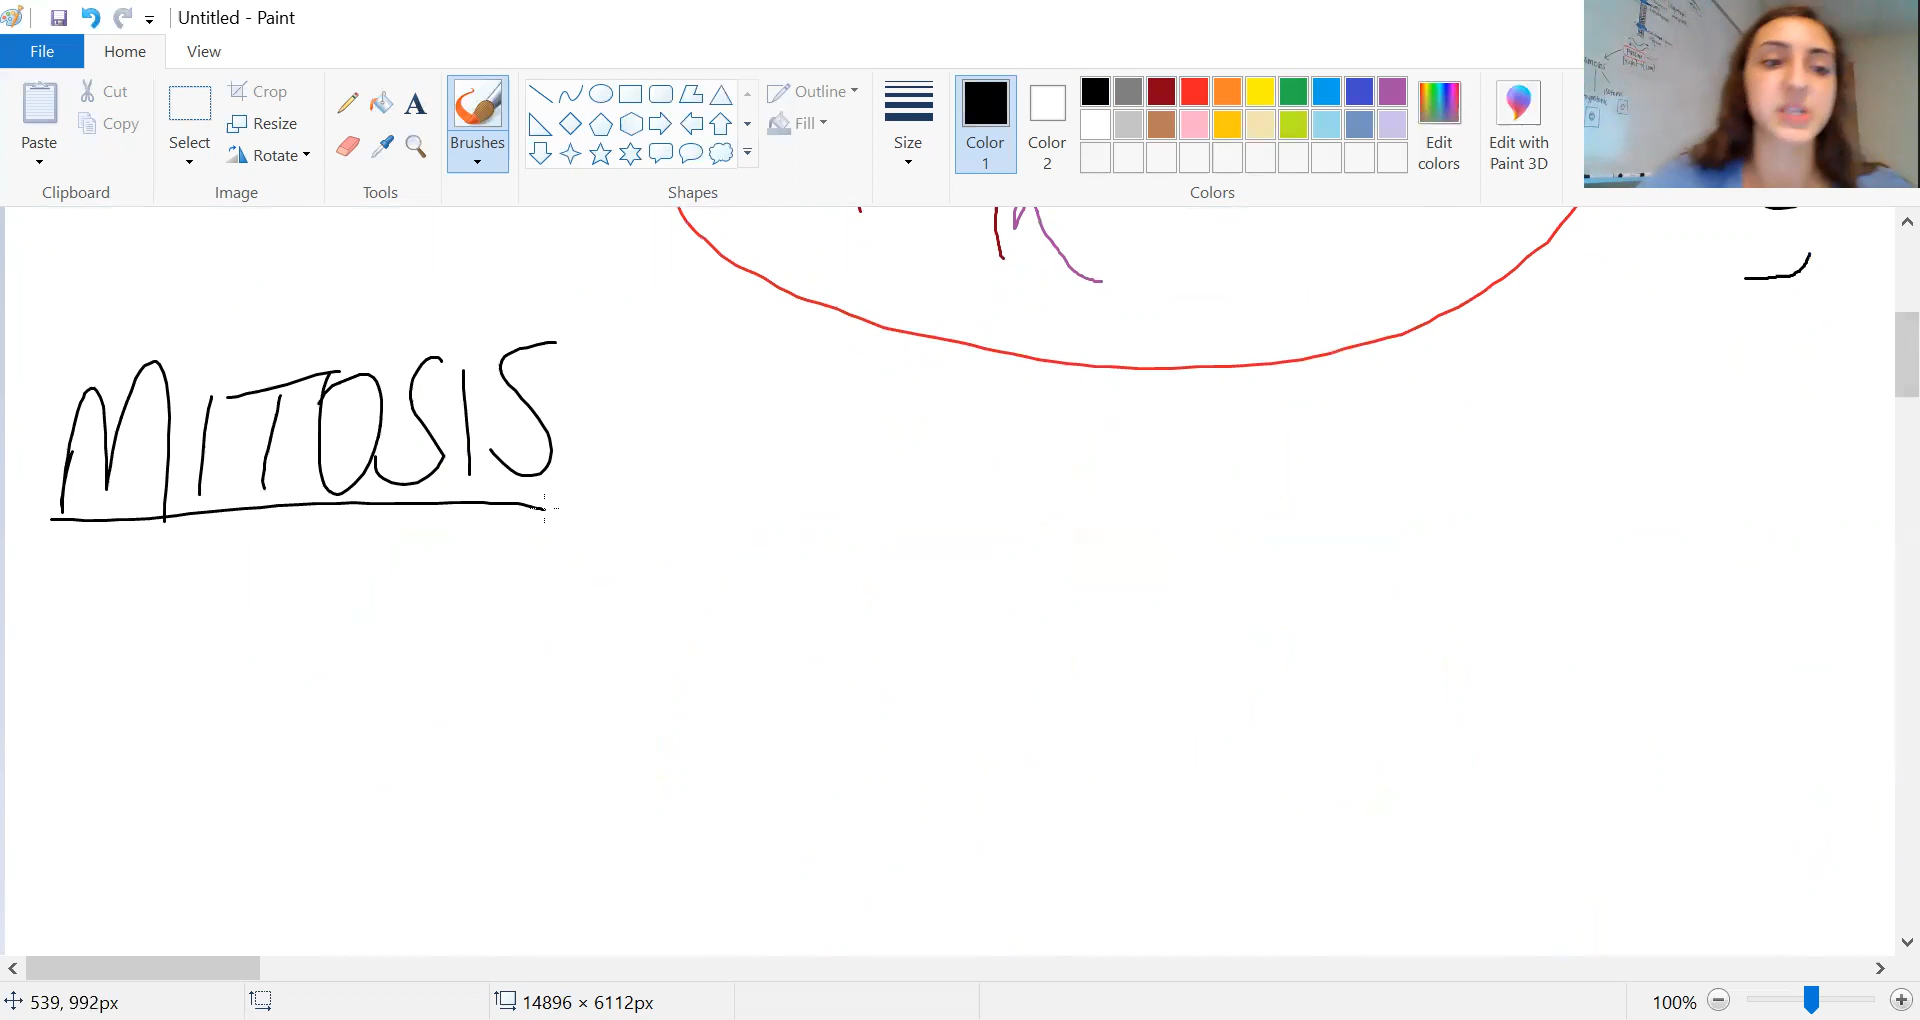 Untitled - Paint
File Home View
Paste
Cut
Copy
Clipboard
Select
Crop
Resize
Rotate
Image
Tools
Brushes
Shapes
Outline
Fill
Size
Color 1
Color 2
Colors
Edit colors
Edit with Paint 3D
MITOSIS
539, 992px
14896 × 6112px
100%